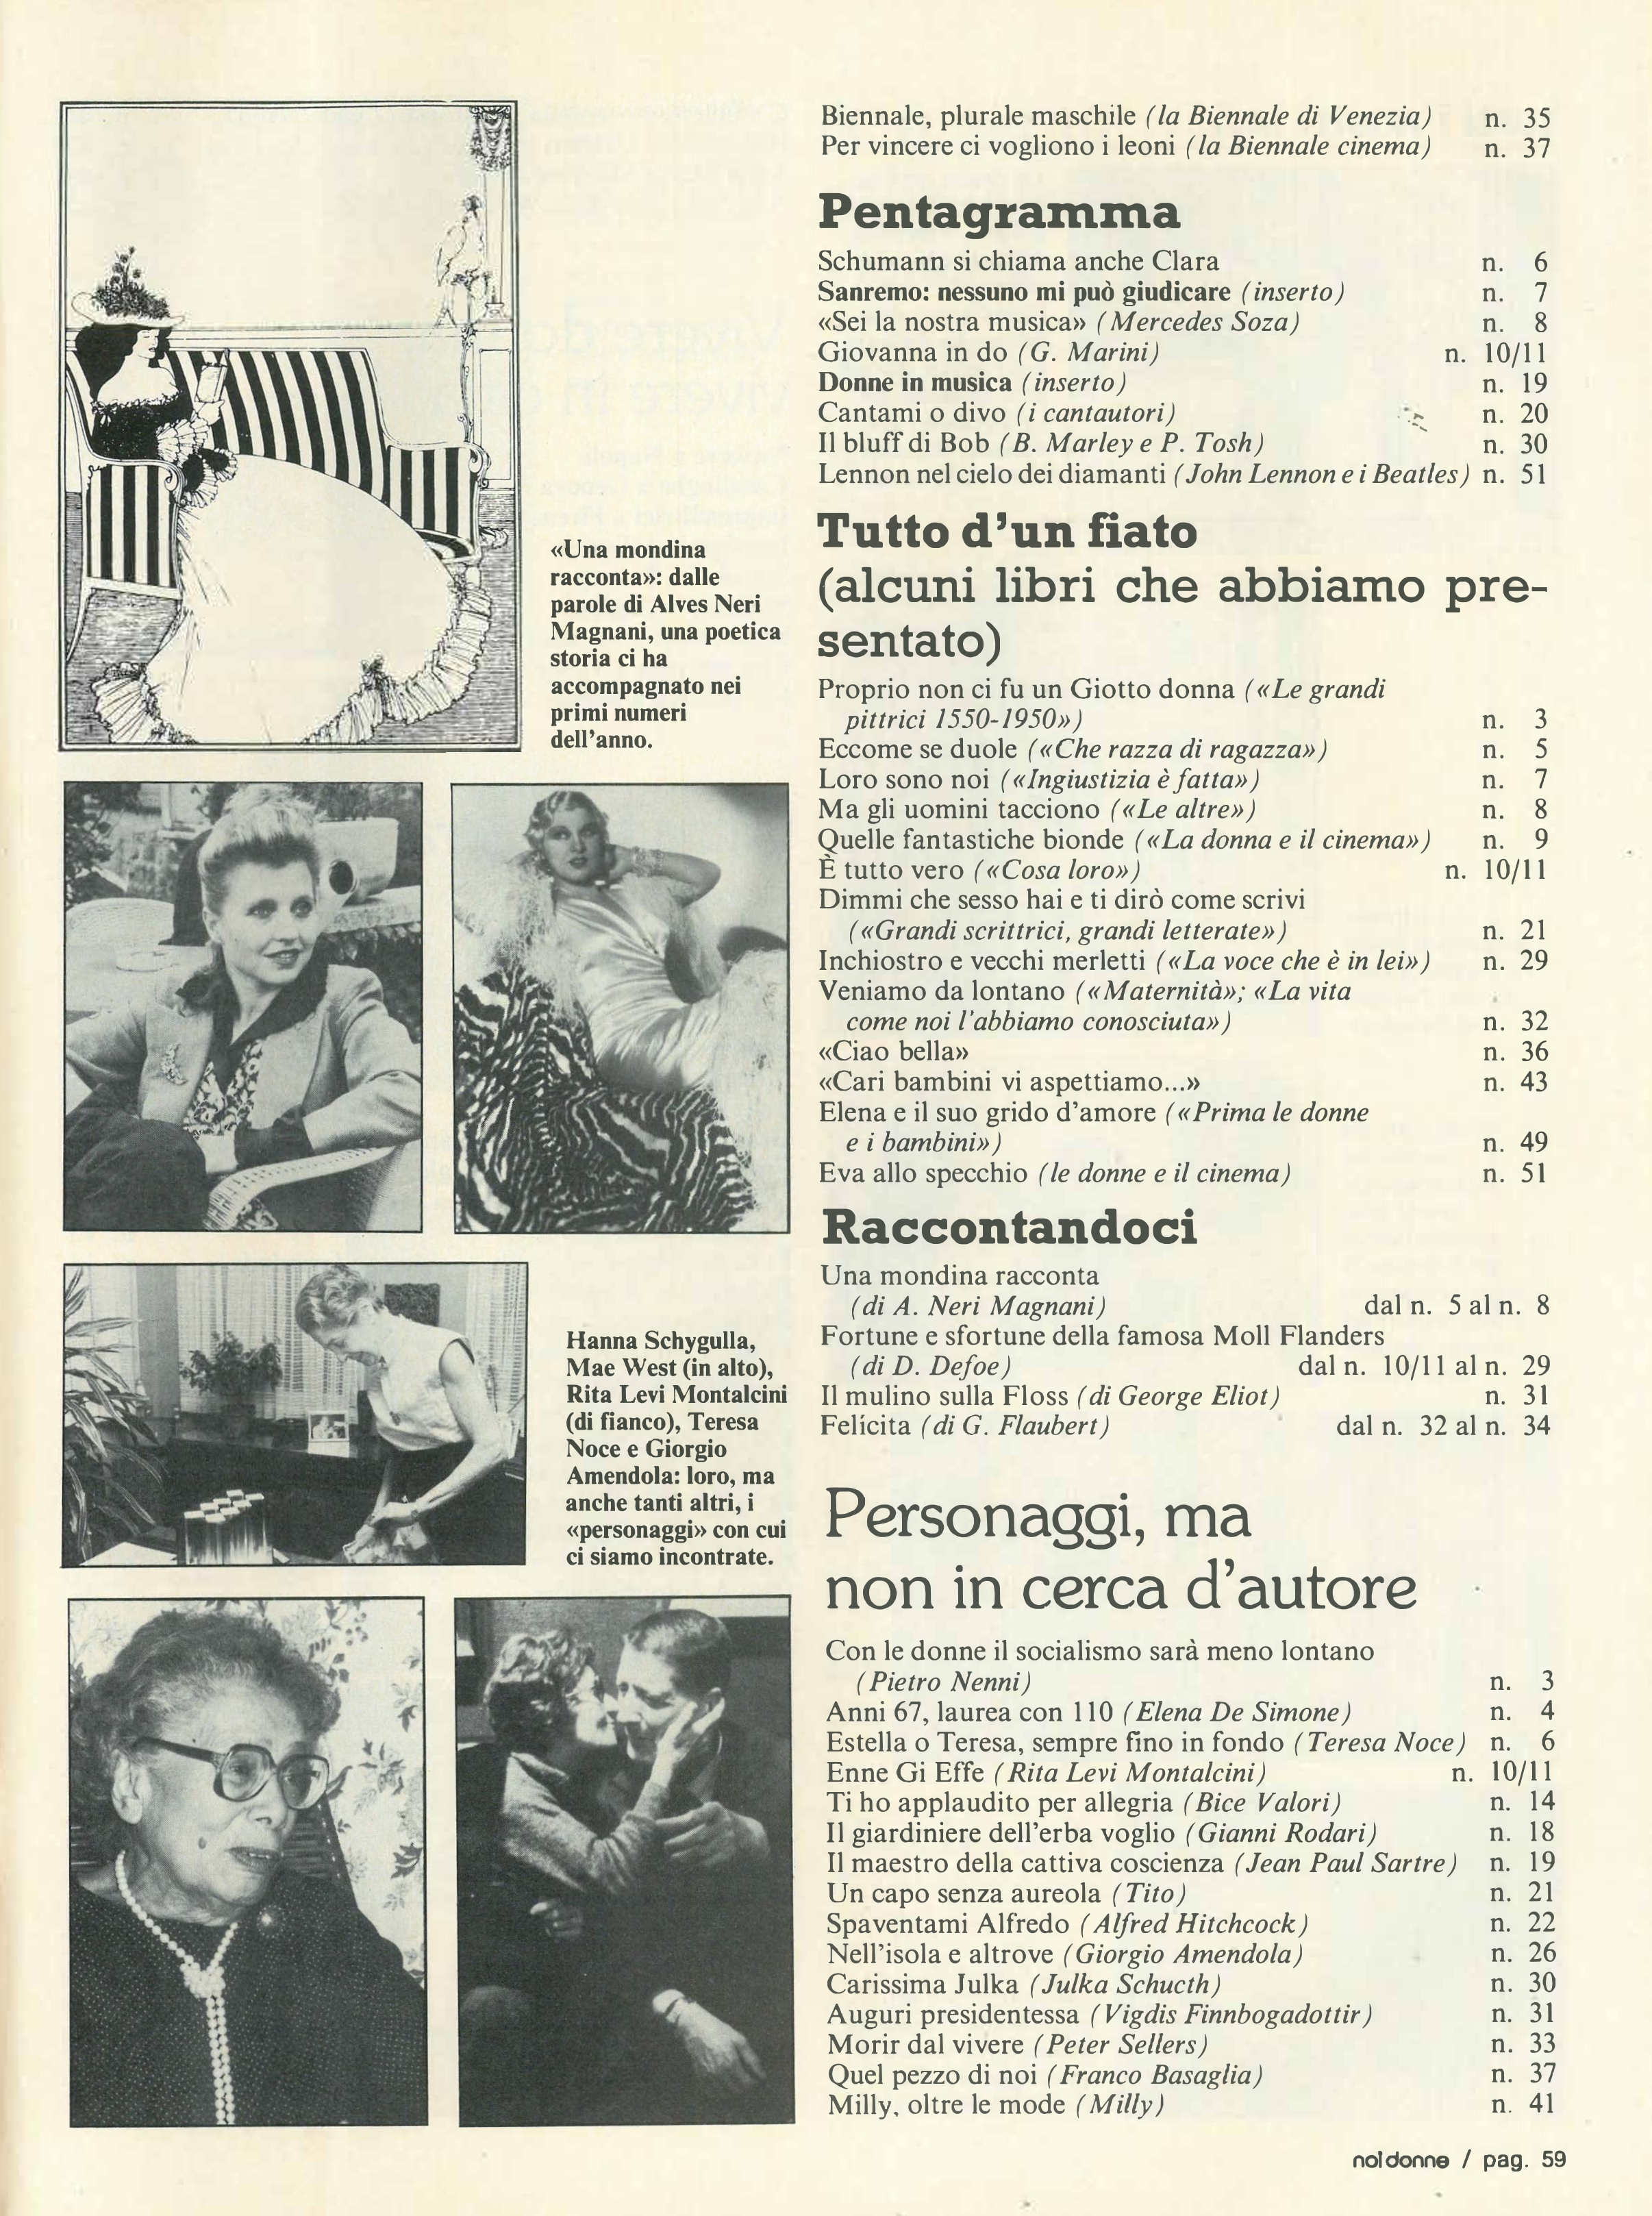 «Una mondina
racconta»: dalle
parole di Alves Neri
Magnani, una poetica
storia ci ha
accompagnato nei
primi numeri
dell'anno.
Hanna Schygulla,
Mae West (in alto),
Rita Levi Montalcini
(di fianco), Teresa
Noce e Giorgio
Amendola: loro, ma
anche tanti altri, i
«personaggi» con cui
ci siamo incontrate.
Biennale, plurale maschile (la Biennale di Venezia) n. 35
Per vincere ci vogliono i leoni (la Biennale cinema) n. 37
Pentagramma
Schumann si chiama anche Clara n. 6
Sanremo: nessuno mi può giudicare (inserto) n. 7
«Sei la nostra musica» (Mercedes Soza) n. 8
Giovanna in do (G. Marini) n. 10/11
Donne in musica (inserto) n. 19
Cantami o divo (i cantautori) n. 20
Il bluff di Bob (B. Marley e P. Tosh) n. 30
Lennon nel cielo dei diamanti (John Lennon e i Beatles) n. 51
Tutto d'un fiato
(alcuni libri che abbiamo pre-
sentato)
Proprio non ci fu un Giotto donna («Le grandi
pittrici 1550-1950») n. 3
Eccome se duole («Che razza di ragazza») n. 5
Loro sono noi («Ingiustizia è fatta») n. 7
Ma gli uomini tacciono («Le altre») n. 8
Quelle fantastiche bionde («La donna e il cinema») n. 9
È tutto vero («Cosa loro») n. 10/11
Dimmi che sesso hai e ti dirò come scrivi
(«Grandi scrittrici, grandi letterate») n. 21
Inchiostro e vecchi merletti («La voce che è in lei») n. 29
Veniamo da lontano («Maternità»; «La vita
come noi l'abbiamo conosciuta») n. 32
«Ciao bella» n. 36
«Cari bambini vi aspettiamo...» n. 43
Elena e il suo grido d'amore («Prima le donne
e i bambini») n. 49
Eva allo specchio (le donne e il cinema) n. 51
Raccontandoci
Una mondina racconta
(di A. Neri Magnani) dal n. 5 al n. 8
Fortune e sfortune della famosa Moll Flanders
(di D. Defoe) dal n. 10/11 al n. 29
Il mulino sulla Floss (di George Eliot) n. 31
Felicita (di G. Flaubert) dal n. 32 al n. 34
Personaggi, ma
non in cerca d'autore
Con le donne il socialismo sarà meno lontano
(Pietro Nenni) n. 3
Anni 67, laurea con 110 (Elena De Simone) n. 4
Estella o Teresa, sempre fino in fondo (Teresa Noce) n. 6
Enne Gi Effe (Rita Levi Montalcini) n. 10/11
Ti ho applaudito per allegria (Bice Valori) n. 14
Il giardiniere dell'erba voglio (Gianni Rodari) n. 18
Il maestro della cattiva coscienza (Jean Paul Sartre) n. 19
Un capo senza aureola (Tito) n. 21
Spaventami Alfredo (Alfred Hitchcock) n. 22
Nell'isola e altrove (Giorgio Amendola) n. 26
Carissima Julka (Julka Schucth) n. 30
Auguri presidentessa (Vigdis Finnbogadottir) n. 31
Morir dal vivere (Peter Sellers) n. 33
Quel pezzo di noi (Franco Basaglia) n. 37
Milly, oltre le mode (Milly) n. 41
noi donne / pag. 59